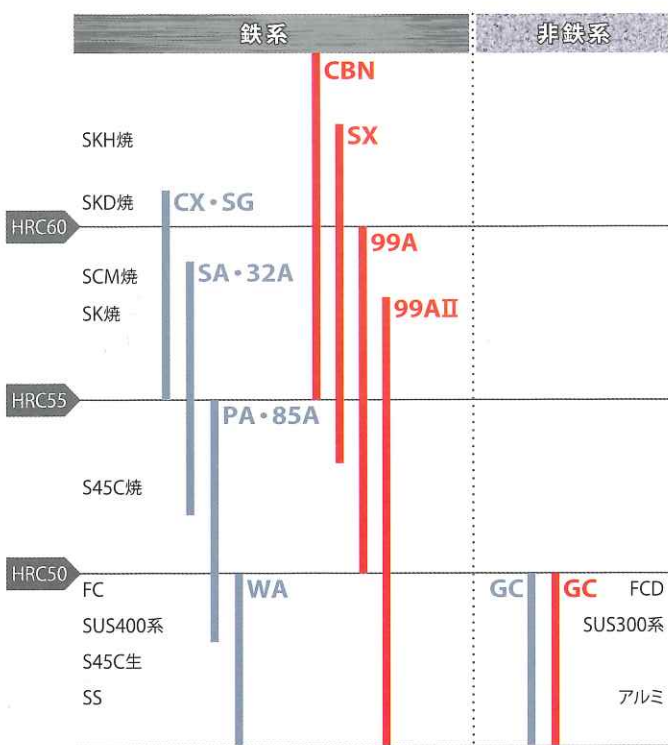 鉄系
非鉄系
CBN
SKH焼
SX
SKD焼
CX・SG
HRC60
99A
SCM焼
SA・32A
SK焼
99AⅡ
HRC55
PA・85A
S45C焼
HRC50
FC
WA
GC
GC
FCD
SUS400系
SUS300系
S45C生
SS
アルミ